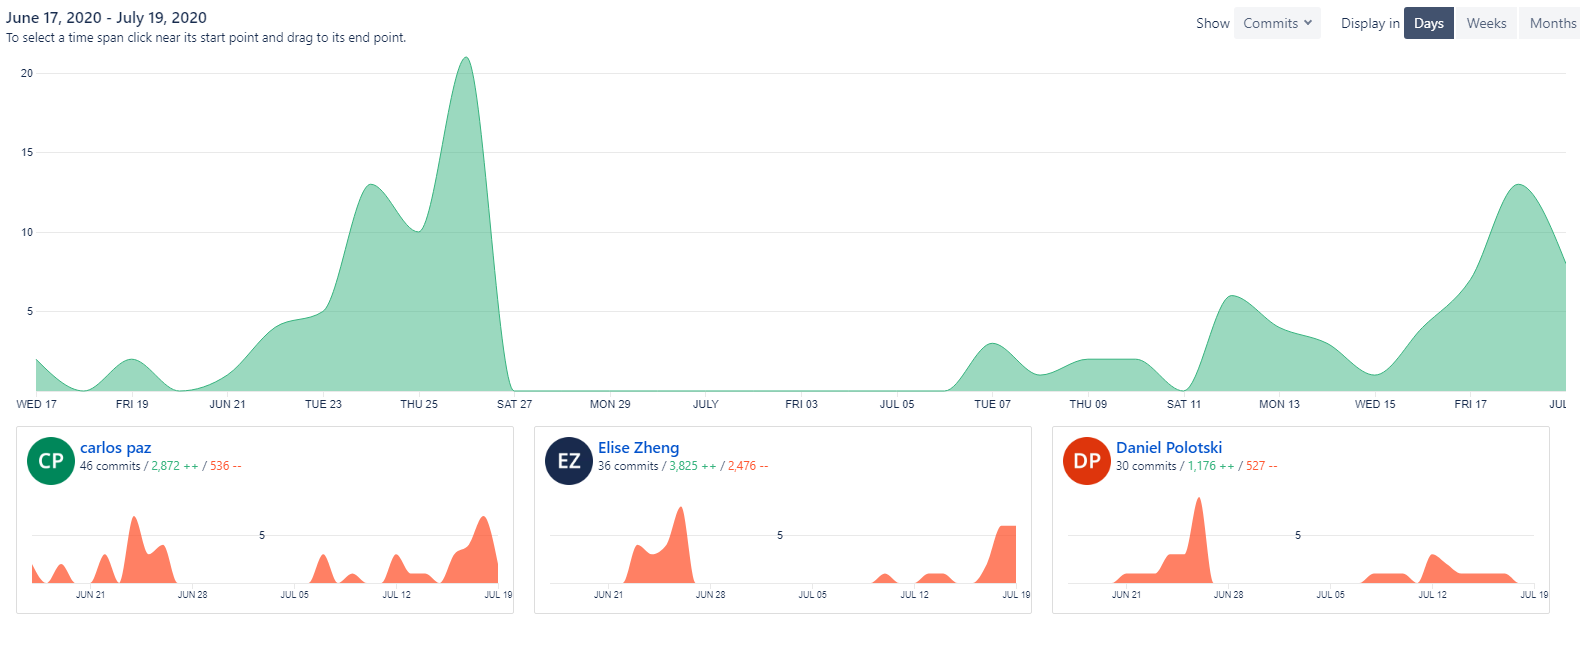 June 17, 2020 - July 19, 2020
To select a time span click near its start point and drag to its end point.
Show Commits Display in Days Weeks Months
20
15
10
5
WED 17 FRI 19 JUN 21 TUE 23 THU 25 SAT 27 MON 29 JULY FRI 03 JUL 05 TUE 07 THU 09 SAT 11 MON 13 WED 15 FRI 17 JUL
CP carlos paz
46 commits / 2,872 ++ / 536 --
5
JUN 21 JUN 28 JUL 05 JUL 12 JUL 19
EZ Elise Zheng
36 commits / 3,825 ++ / 2,476 --
5
JUN 21 JUN 28 JUL 05 JUL 12 JUL 19
DP Daniel Polotski
30 commits / 1,176 ++ / 527 --
5
JUN 21 JUN 28 JUL 05 JUL 12 JUL 19